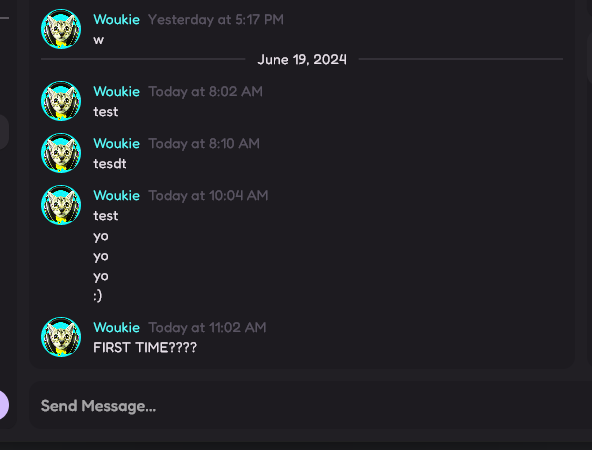 Woukie Yesterday at 5:17 PM
w
June 19, 2024
Woukie Today at 8:02 AM
test
Woukie Today at 8:10 AM
tesdt
Woukie Today at 10:04 AM
test
yo
yo
yo
:)
Woukie Today at 11:02 AM
FIRST TIME????
Send Message...